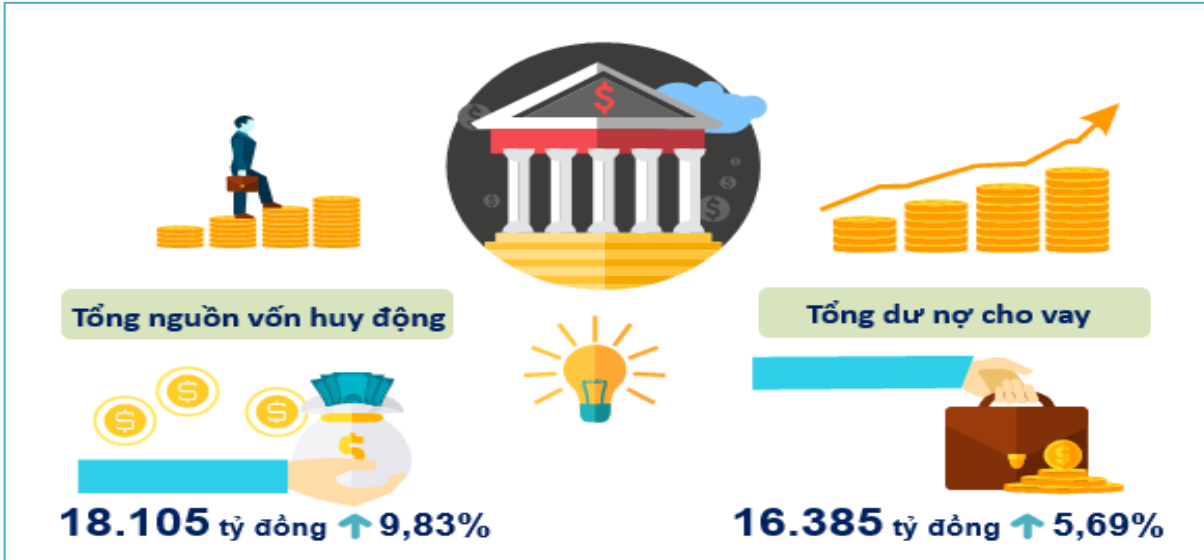 Tổng nguồn vốn huy động
18.105 tỷ đồng 9,83%
Tổng dư nợ cho vay
16.385 tỷ đồng 5,69%